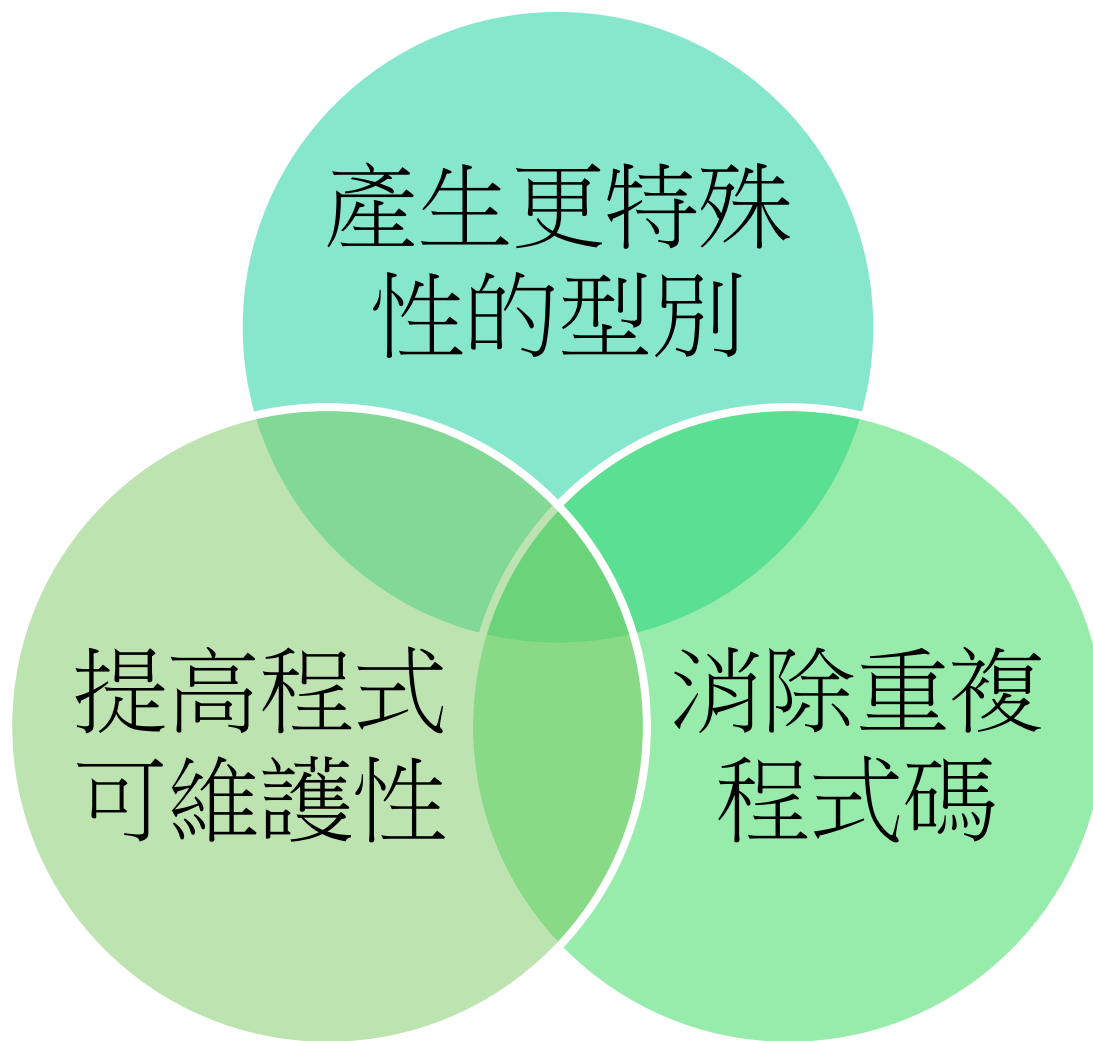 產生更特殊
性的型別
提高程式
可維護性
消除重複
程式碼